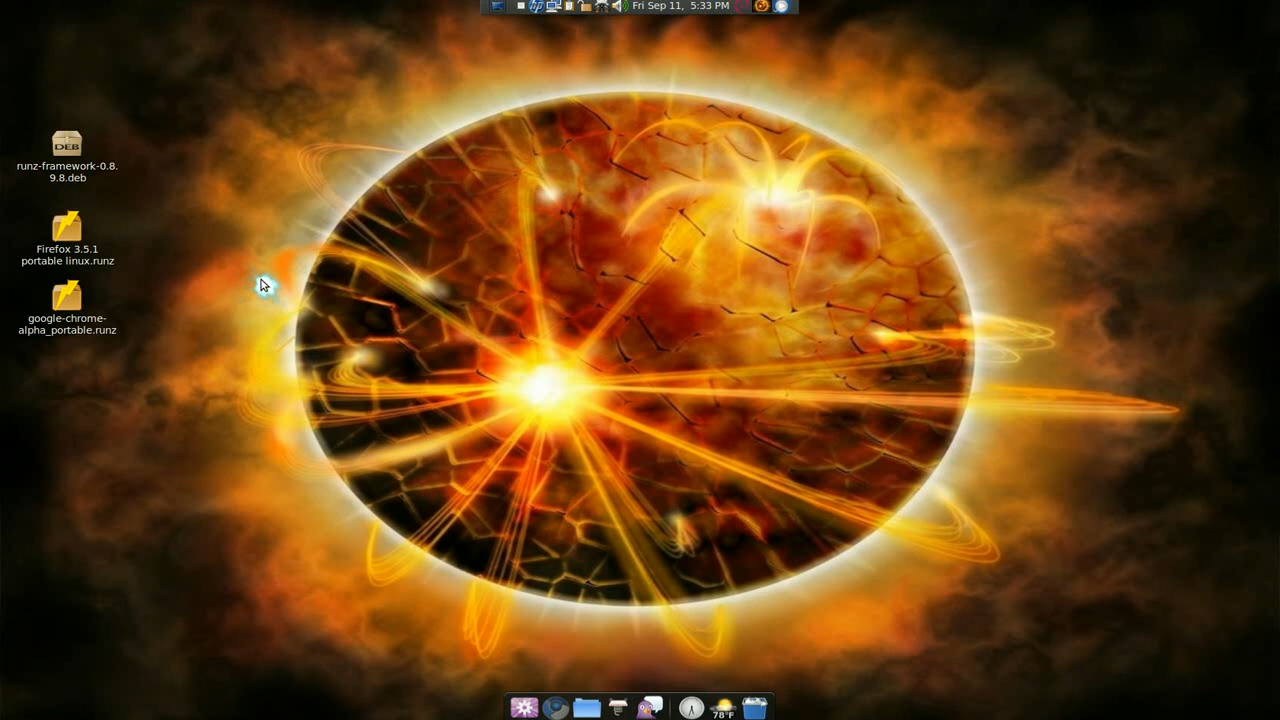 hp
Fri Sep 11, 5:33 PM
DEB
runz-framework-0.8.
9.8.deb
Firefox 3.5.1
portable linux.runz
google-chrome-
alpha_portable.runz
78°F